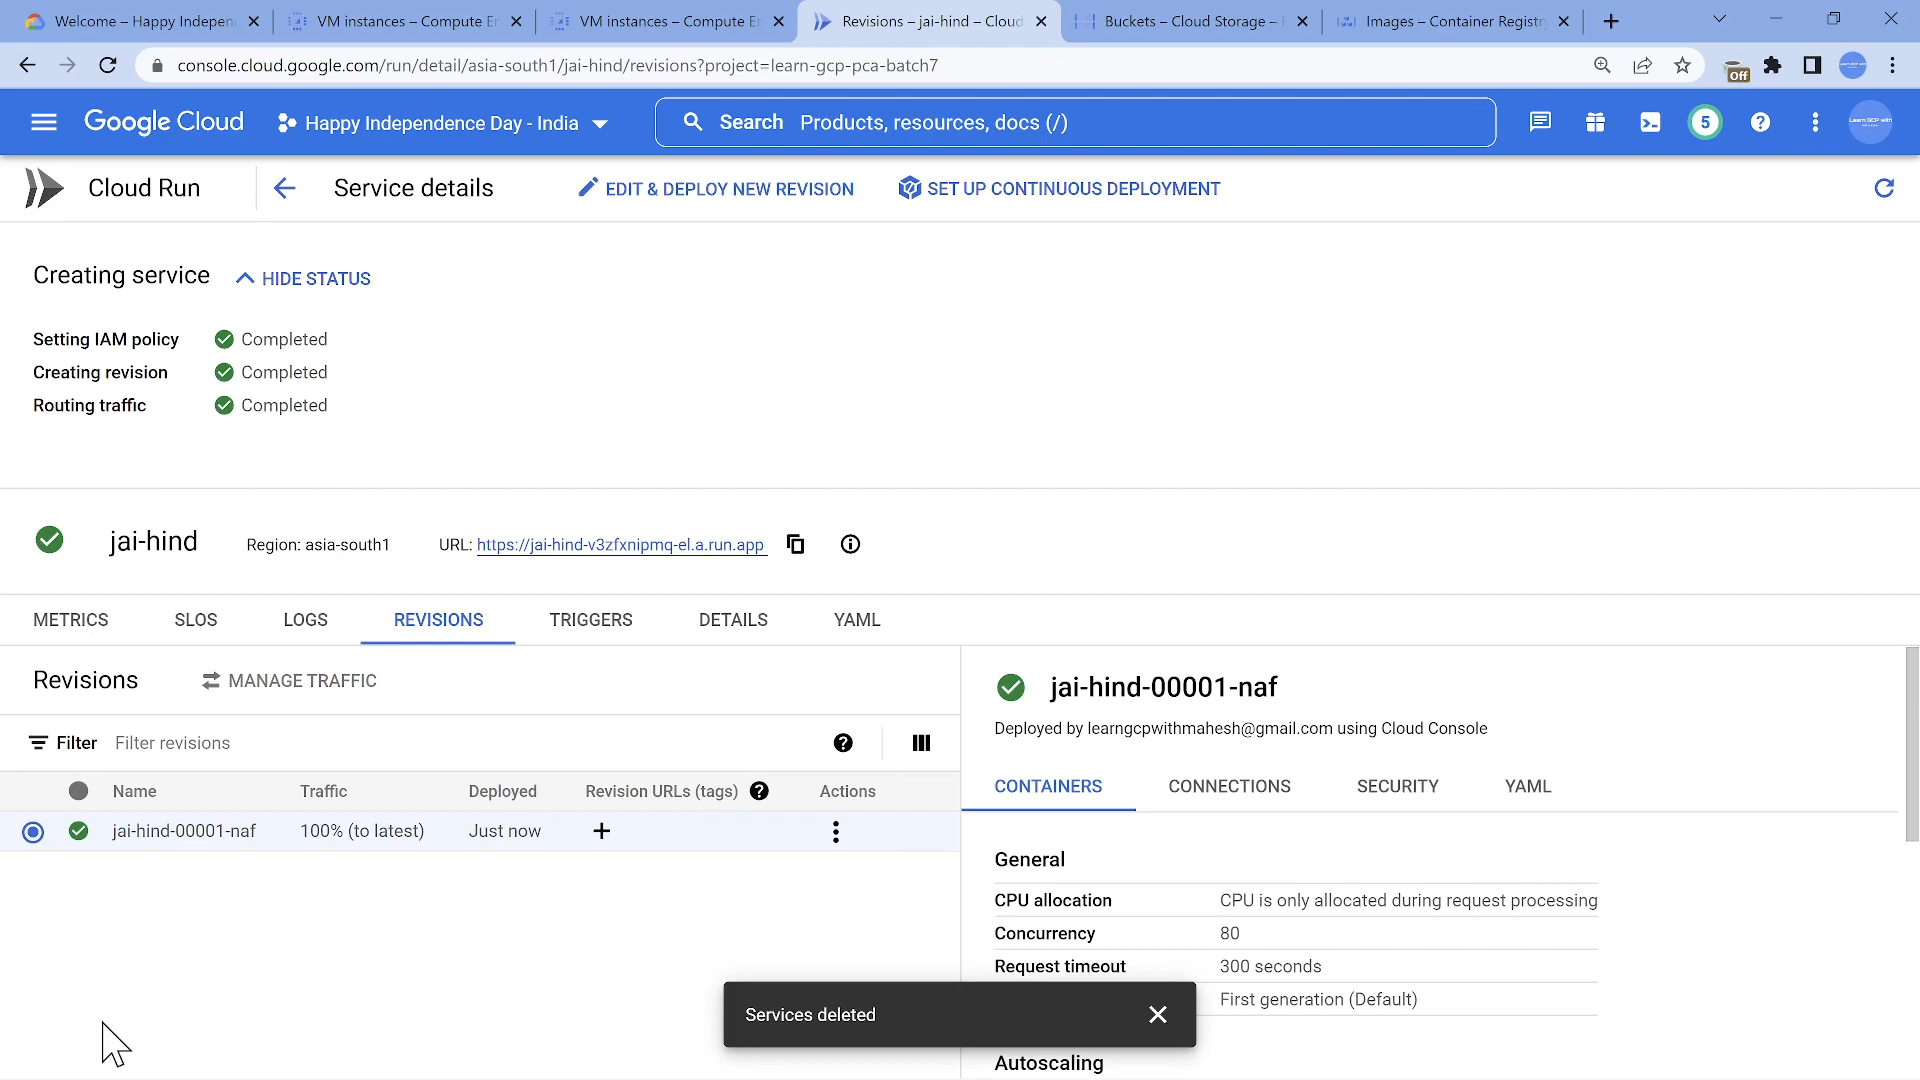 Welcome – Happy Indepen
VM instances – Compute En
VM instances – Compute En
Revisions – jai-hind – Cloud
Buckets – Cloud Storage –
Images – Container Registry
console.cloud.google.com/run/detail/asia-south1/jai-hind/revisions?project=learn-gcp-pca-batch7
Off
Google Cloud
Happy Independence Day - India
Search Products, resources, docs (/)
5
Learn GCP with
Cloud Run
Service details
EDIT & DEPLOY NEW REVISION
SET UP CONTINUOUS DEPLOYMENT
Creating service
HIDE STATUS
Setting IAM policy Completed
Creating revision Completed
Routing traffic Completed
jai-hind
Region: asia-south1
URL: https://jai-hind-v3zfxnipmq-el.a.run.app
METRICS SLOS LOGS REVISIONS TRIGGERS DETAILS YAML
Revisions
MANAGE TRAFFIC
Filter Filter revisions
Name Traffic Deployed Revision URLs (tags) Actions
jai-hind-00001-naf 100% (to latest) Just now
jai-hind-00001-naf
Deployed by learngcpwithmahesh@gmail.com using Cloud Console
CONTAINERS CONNECTIONS SECURITY YAML
General
CPU allocation CPU is only allocated during request processing
Concurrency 80
Request timeout 300 seconds
First generation (Default)
Services deleted
Autoscaling